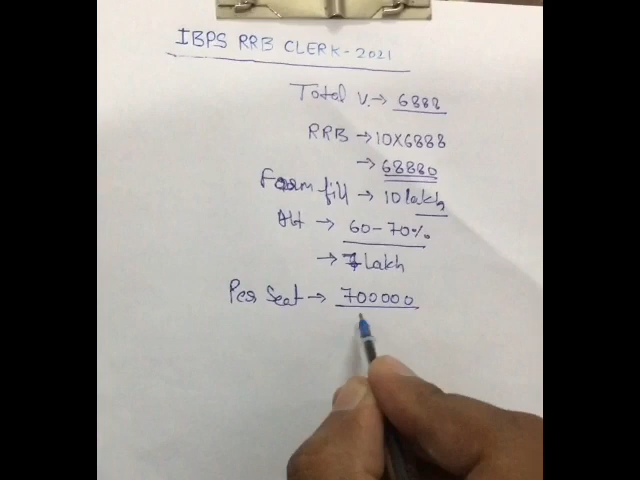 IBPS RRB CLERK-2021
Total V. → 6888
RRB → 10X6888
→ 68880
Form fill → 10 lakh
Att → 60-70%
→ 7 Lakh
Per Seat → 700000